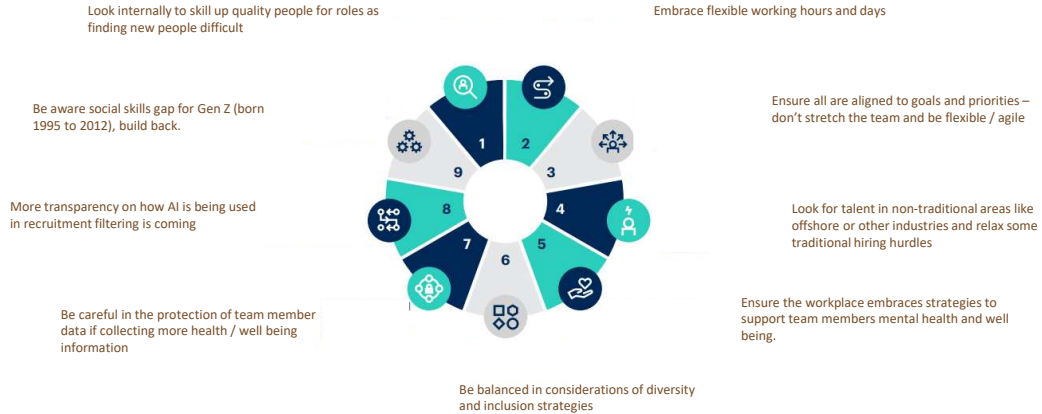 Look internally to skill up quality people for roles as
finding new people difficult
Embrace flexible working hours and days
Be aware social skills gap for Gen Z (born
1995 to 2012), build back.
Ensure all are aligned to goals and priorities –
don't stretch the team and be flexible / agile
More transparency on how AI is being used
in recruitment filtering is coming
Look for talent in non-traditional areas like
offshore or other industries and relax some
traditional hiring hurdles
Be careful in the protection of team member
data if collecting more health / well being
information
Ensure the workplace embraces strategies to
support team members mental health and well
being.
Be balanced in considerations of diversity
and inclusion strategies
1
2
3
4
5
6
7
8
9